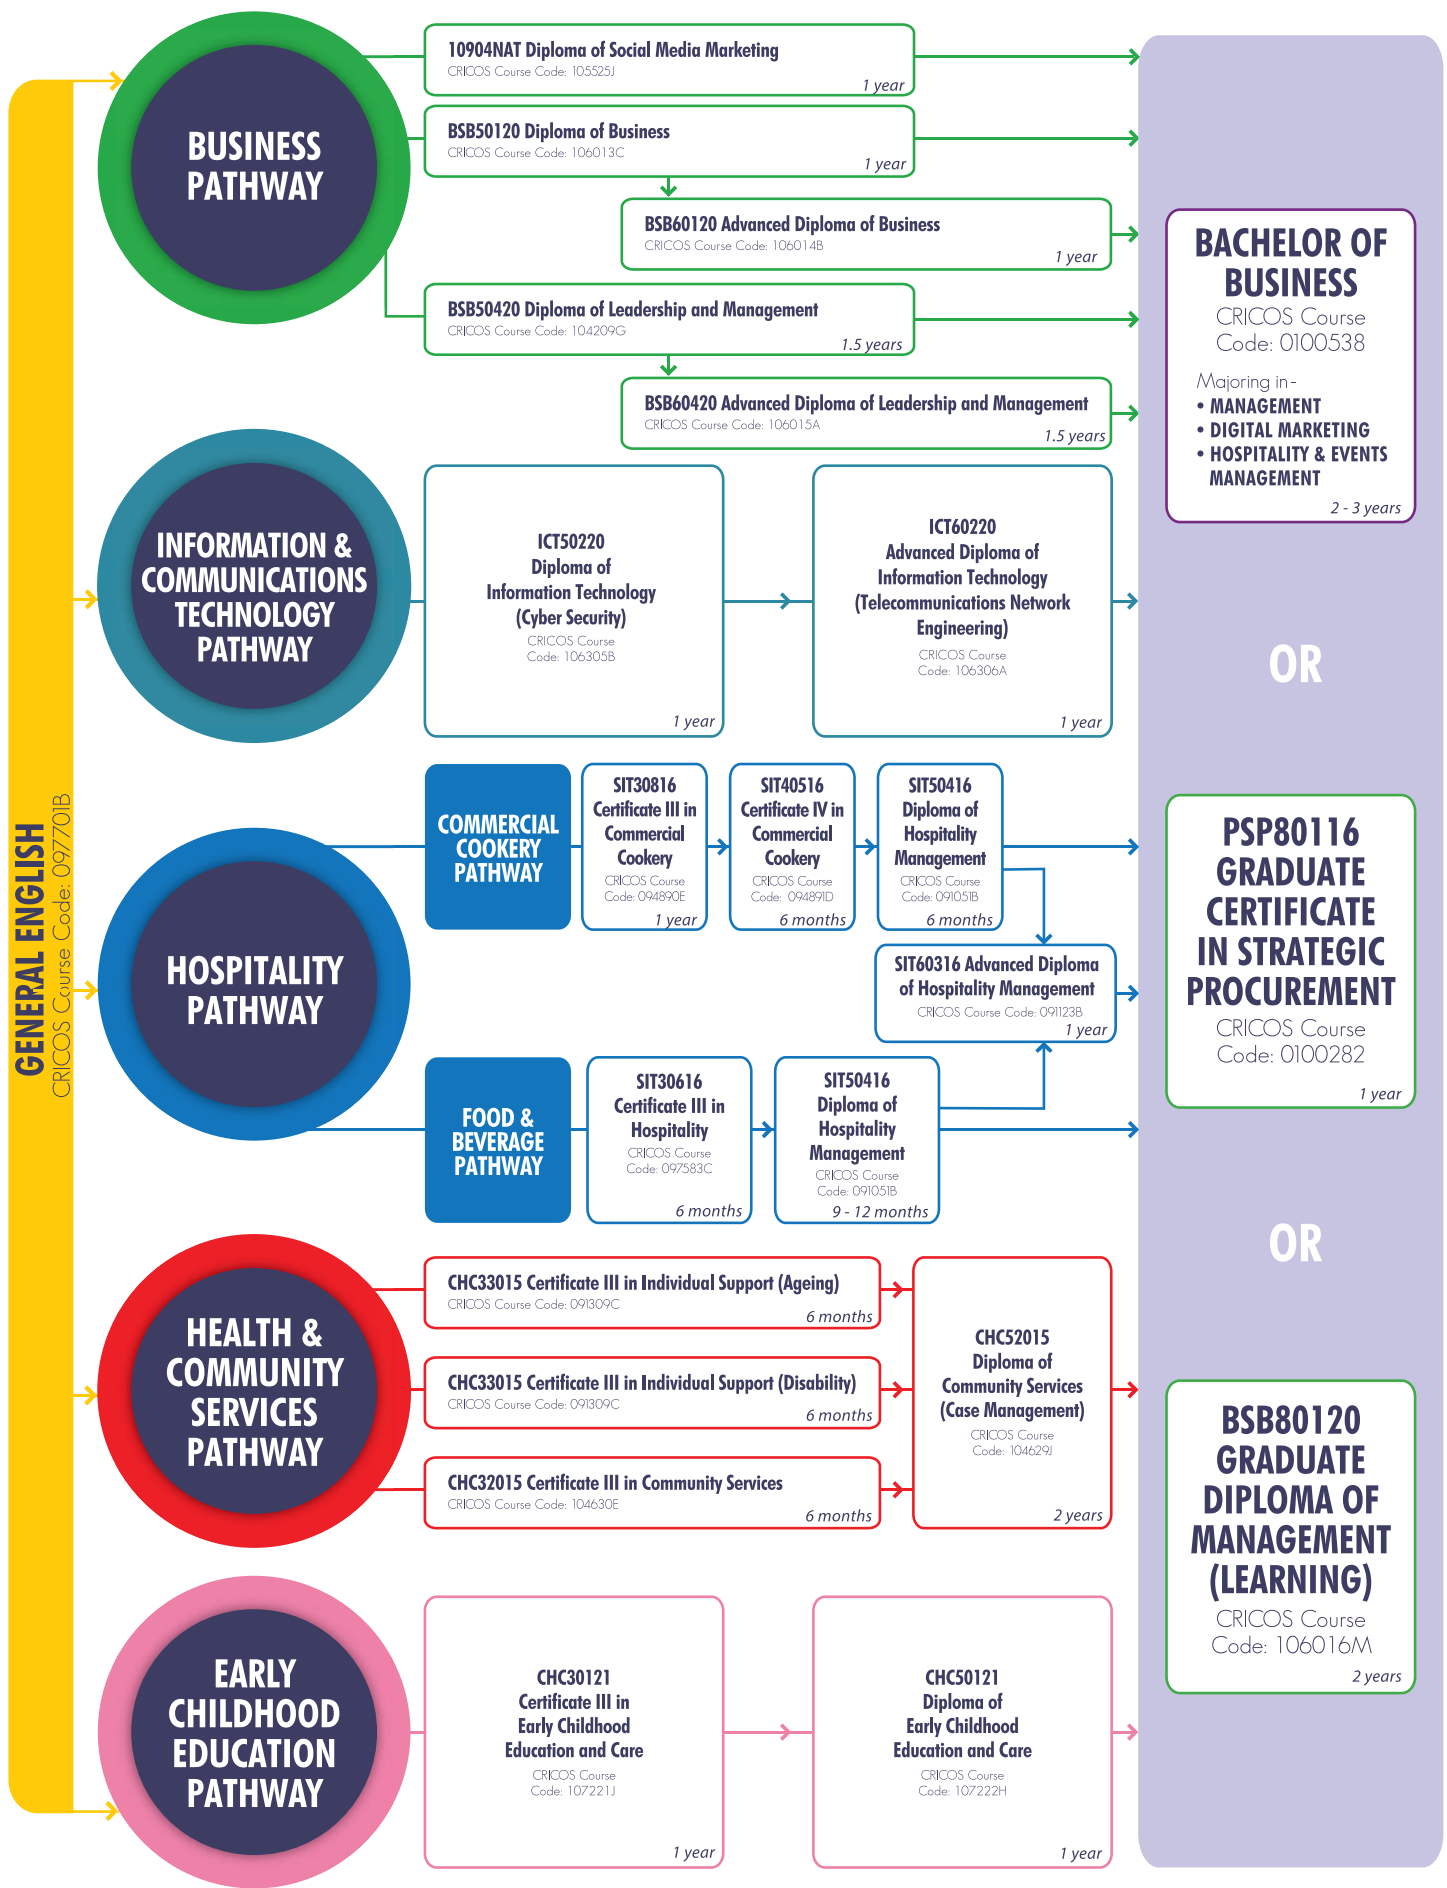 GENERAL ENGLISH
CRICOS Course Code: 097701B
BUSINESS
PATHWAY
10904NAT Diploma of Social Media Marketing
CRICOS Course Code: 105525J
1 year
BSB50120 Diploma of Business
CRICOS Course Code: 106013C
1 year
BSB60120 Advanced Diploma of Business
CRICOS Course Code: 106014B
1 year
BSB50420 Diploma of Leadership and Management
CRICOS Course Code: 104209G
1.5 years
BSB60420 Advanced Diploma of Leadership and Management
CRICOS Course Code: 106015A
1.5 years
INFORMATION &
COMMUNICATIONS
TECHNOLOGY
PATHWAY
ICT50220
Diploma of
Information Technology
(Cyber Security)
CRICOS Course
Code: 106305B
1 year
ICT60220
Advanced Diploma of
Information Technology
(Telecommunications Network
Engineering)
CRICOS Course
Code: 106306A
1 year
HOSPITALITY
PATHWAY
COMMERCIAL
COOKERY
PATHWAY
SIT30816
Certificate III in
Commercial
Cookery
CRICOS Course
Code: 094890E
1 year
SIT40516
Certificate IV in
Commercial
Cookery
CRICOS Course
Code: 094891D
6 months
SIT50416
Diploma of
Hospitality
Management
CRICOS Course
Code: 091051B
6 months
SIT60316 Advanced Diploma
of Hospitality Management
CRICOS Course Code: 091123B
1 year
FOOD &
BEVERAGE
PATHWAY
SIT30616
Certificate III in
Hospitality
CRICOS Course
Code: 097583C
6 months
SIT50416
Diploma of
Hospitality
Management
CRICOS Course
Code: 091051B
9 - 12 months
HEALTH &
COMMUNITY
SERVICES
PATHWAY
CHC33015 Certificate III in Individual Support (Ageing)
CRICOS Course Code: 091309C
6 months
CHC33015 Certificate III in Individual Support (Disability)
CRICOS Course Code: 091309C
6 months
CHC32015 Certificate III in Community Services
CRICOS Course Code: 104630E
6 months
CHC52015
Diploma of
Community Services
(Case Management)
CRICOS Course
Code: 104629J
2 years
EARLY
CHILDHOOD
EDUCATION
PATHWAY
CHC30121
Certificate III in
Early Childhood
Education and Care
CRICOS Course
Code: 107221J
1 year
CHC50121
Diploma of
Early Childhood
Education and Care
CRICOS Course
Code: 107222H
1 year
BACHELOR OF
BUSINESS
CRICOS Course
Code: 0100538
Majoring in-
• MANAGEMENT
• DIGITAL MARKETING
• HOSPITALITY & EVENTS
MANAGEMENT
2 - 3 years
OR
PSP80116
GRADUATE
CERTIFICATE
IN STRATEGIC
PROCUREMENT
CRICOS Course
Code: 0100282
1 year
OR
BSB80120
GRADUATE
DIPLOMA OF
MANAGEMENT
(LEARNING)
CRICOS Course
Code: 106016M
2 years